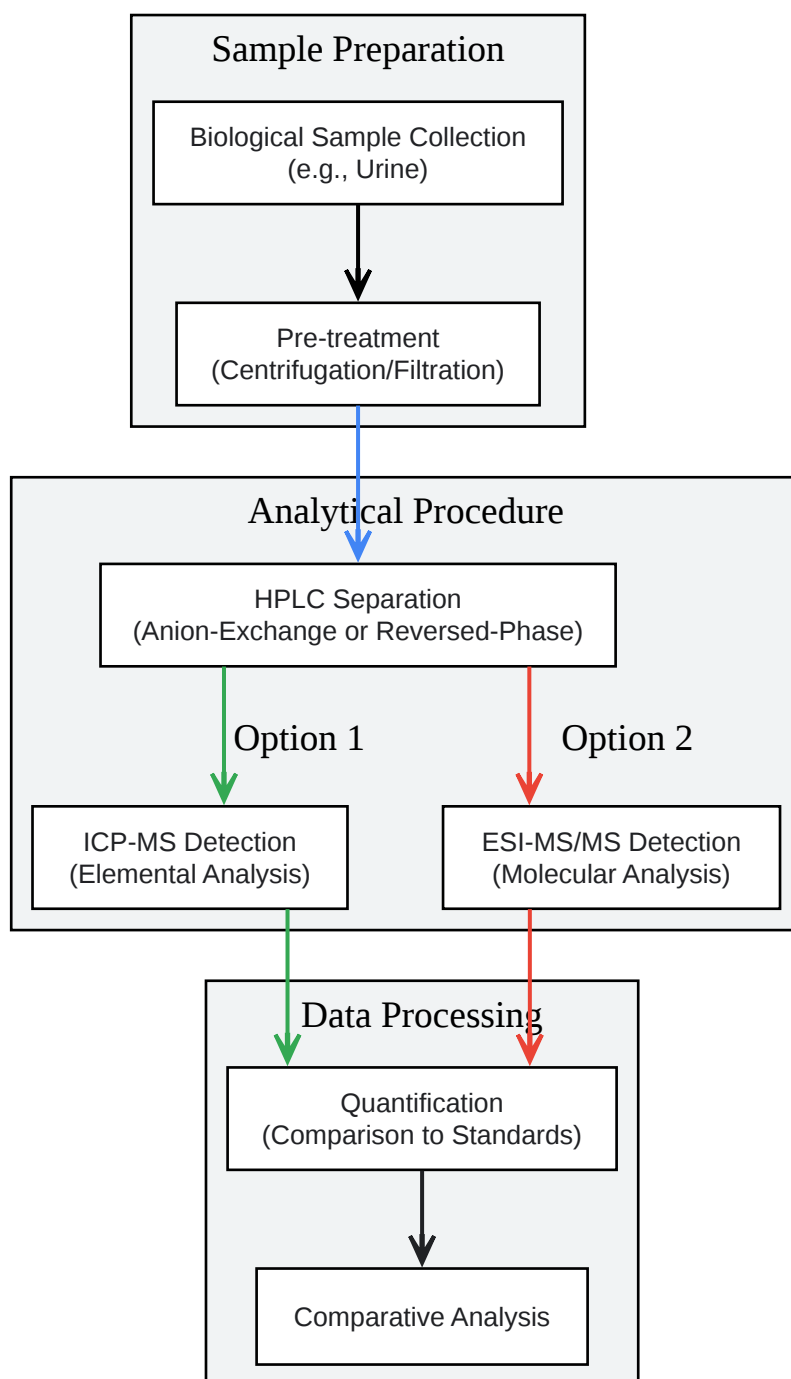 Sample Preparation
Biological Sample Collection
(e.g., Urine)
Pre-treatment
(Centrifugation/Filtration)
Analytical Procedure
HPLC Separation
(Anion-Exchange or Reversed-Phase)
Option 1
Option 2
ICP-MS Detection
(Elemental Analysis)
ESI-MS/MS Detection
(Molecular Analysis)
Data Processing
Quantification
(Comparison to Standards)
Comparative Analysis